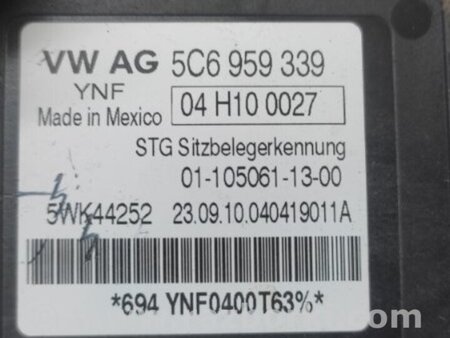 VW AG 5C6 959 339
YNF 04 H10 0027
Made in Mexico
STG Sitzbelegerkennung
01-105061-13-00
5WK44252 23.09.10.040419011A
*694 YNF0400T63%*
com